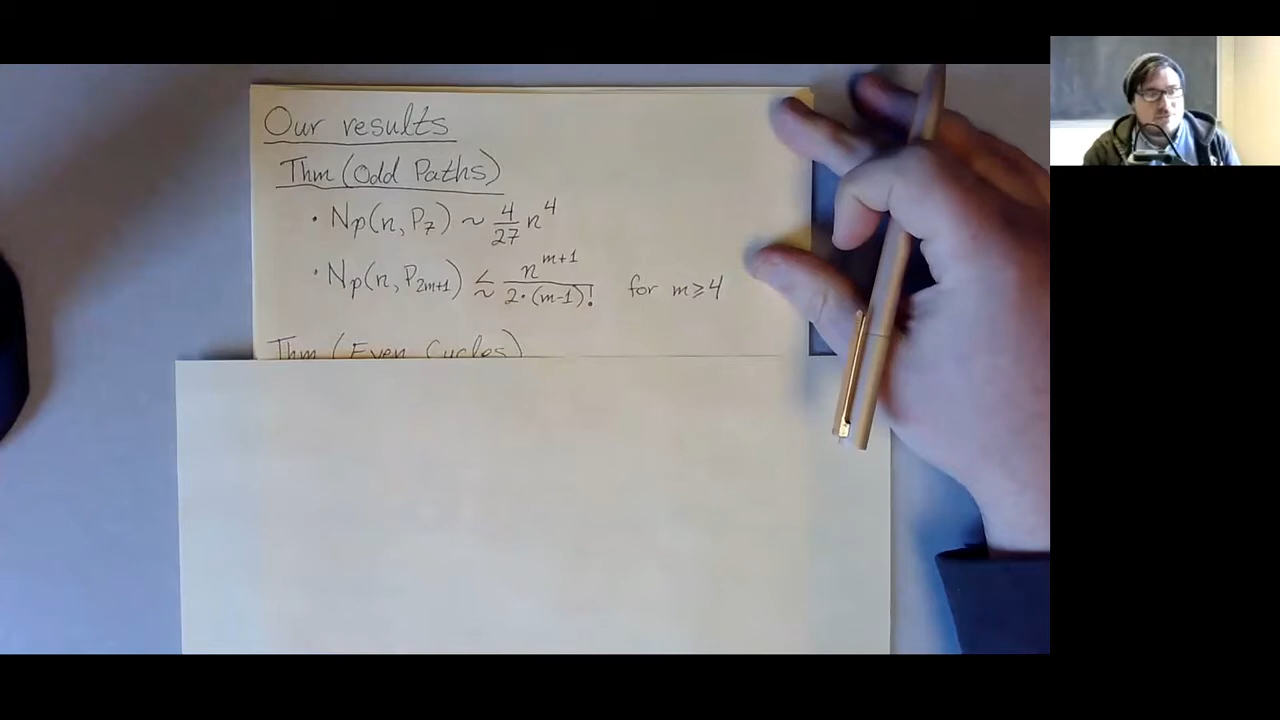 Our results
Thm (Odd Paths)
• Np(n, P₇) ~ 4/27 n⁴
• Np(n, P₂ₘ₊₁) ≲ n^(m+1) / 2·(m-1)! for m ⩾ 4
Thm (Even Cycles)